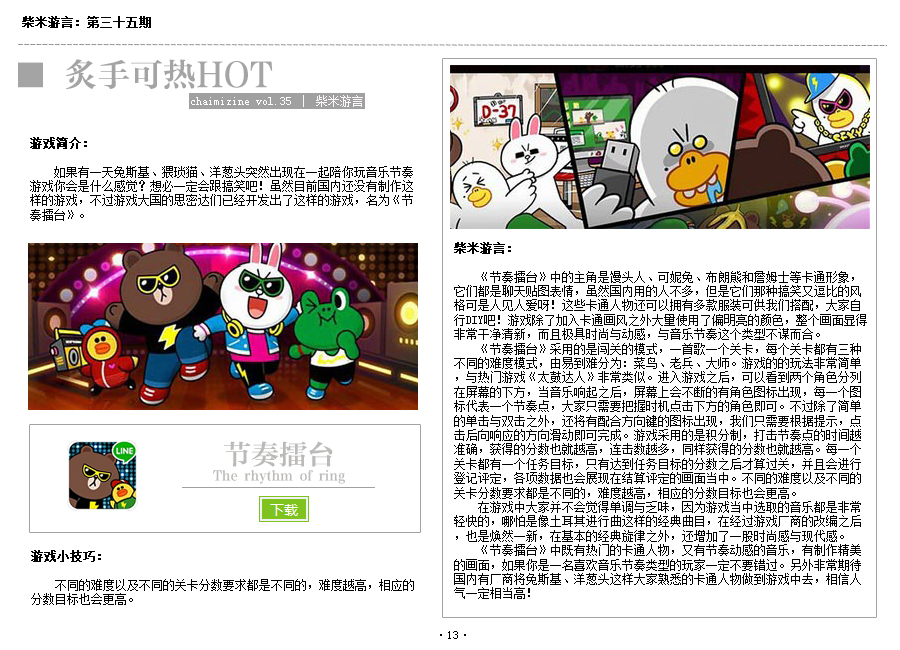 柴米游言：第三十五期
炙手可热HOT
chaimizine vol.35 | 柴米游言
游戏简介：
如果有一天兔斯基、猥琐猫、洋葱头突然出现在一起陪你玩音乐节奏
游戏你会是什么感觉？想必一定会跟搞笑吧！虽然目前国内还没有制作这
样的游戏，不过游戏大国的思密达们已经开发出了这样的游戏，名为《节
奏擂台》。
LINE
节奏擂台
The rhythm of ring
下载
游戏小技巧：
不同的难度以及不同的关卡分数要求都是不同的，难度越高，相应的
分数目标也会更高。
D-37
柴米游言：
《节奏擂台》中的主角是馒头人、可妮兔、布朗熊和詹姆士等卡通形象，
它们都是聊天贴图表情，虽然国内用的人不多，但是它们那种搞笑又逗比的风
格可是人见人爱呀！这些卡通人物还可以拥有多款服装可供我们搭配，大家自
行DIY吧！游戏除了加入卡通画风之外大量使用了偏明亮的颜色，整个画面显得
非常干净清新，而且极具时尚与动感，与音乐节奏这个类型不谋而合。
《节奏擂台》采用的是闯关的模式，一首歌一个关卡，每个关卡都有三种
不同的难度模式，由易到难分为：菜鸟、老兵、大师。游戏的的玩法非常简单
，与热门游戏《太鼓达人》非常类似。进入游戏之后，可以看到两个角色分列
在屏幕的下方，当音乐响起之后，屏幕上会不断的有角色图标出现，每一个图
标代表一个节奏点，大家只需要把握时机点击下方的角色即可。不过除了简单
的单击与双击之外，还将有配合方向键的图标出现，我们只需要根据提示，点
击后向响应的方向滑动即可完成。游戏采用的是积分制，打击节奏点的时间越
准确，获得的分数也就越高，连击数越多，同样获得的分数也就越高。每一个
关卡都有一个任务目标，只有达到任务目标的分数之后才算过关，并且会进行
登记评定，各项数据也会展现在结算评定的画面当中。不同的难度以及不同的
关卡分数要求都是不同的，难度越高，相应的分数目标也会更高。
在游戏中大家并不会觉得单调与乏味，因为游戏当中选取的音乐都是非常
轻快的，哪怕是像土耳其进行曲这样的经典曲目，在经过游戏厂商的改编之后
，也是焕然一新，在基本的经典旋律之外，还增加了一股时尚感与现代感。
《节奏擂台》中既有热门的卡通人物，又有节奏动感的音乐，有制作精美
的画面，如果你是一名喜欢音乐节奏类型的玩家一定不要错过。另外非常期待
国内有厂商将兔斯基、洋葱头这样大家熟悉的卡通人物做到游戏中去，相信人
气一定相当高！
· 13 ·